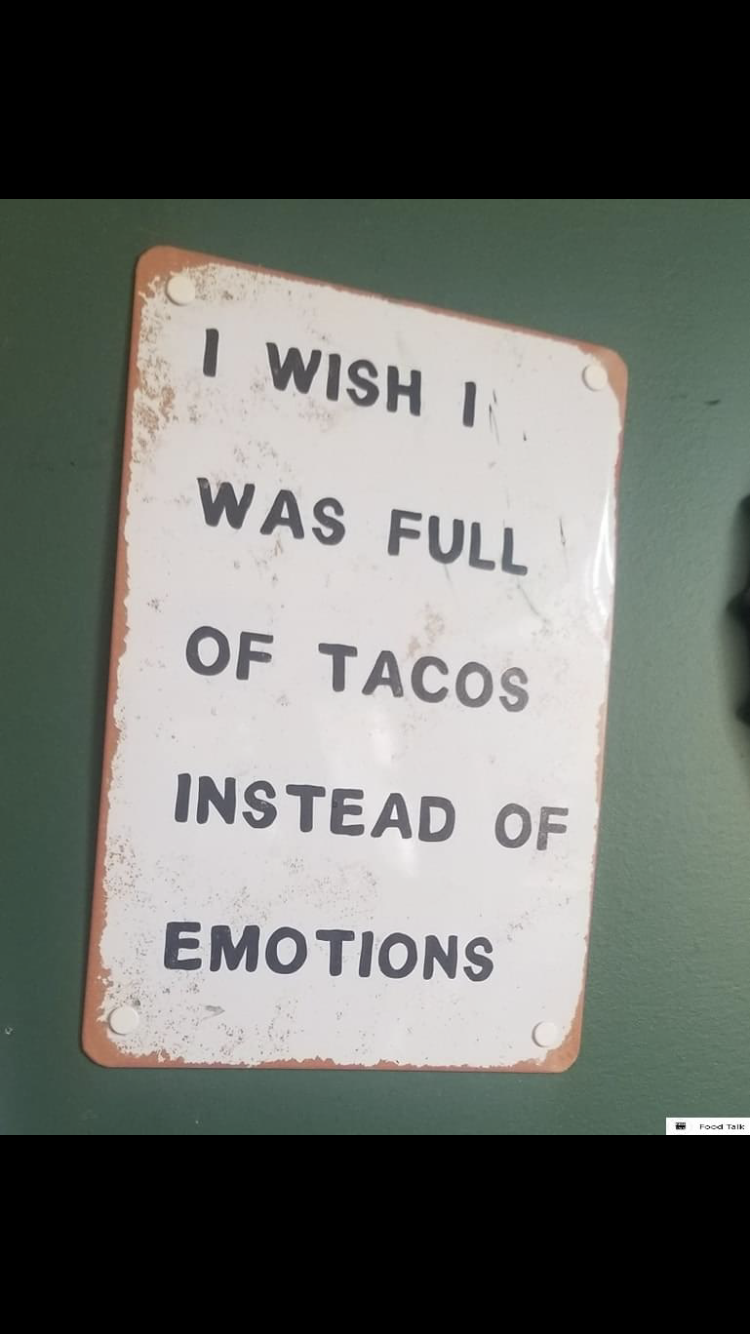 I WISH I
WAS FULL
OF TACOS
INSTEAD OF
EMOTIONS
Food Talk